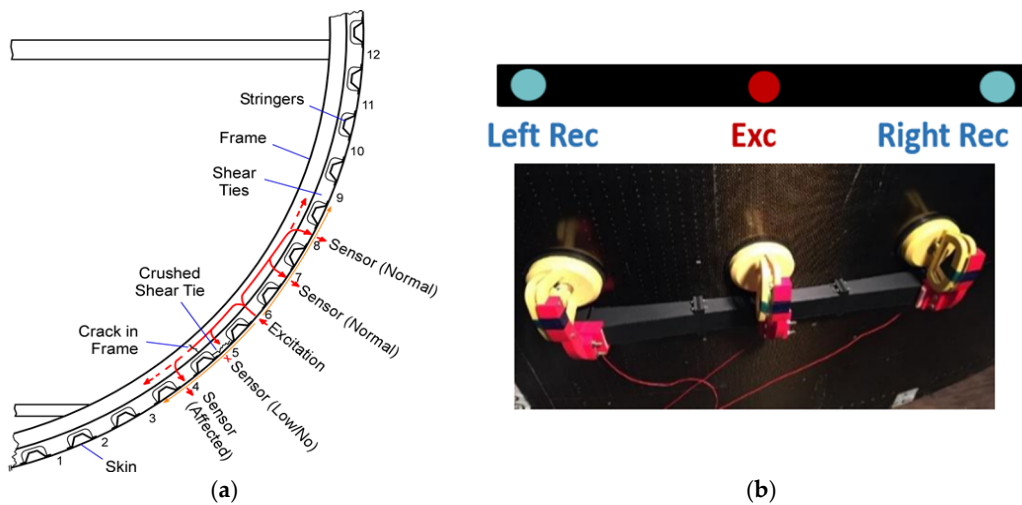 12
Stringers
11
Frame
10
Shear
Ties
9
8
Sensor (Normal)
7
Sensor (Normal)
Crushed
Shear Tie
6
Excitation
Crack in
Frame
5
Sensor (Low/No)
4
Sensor
(Affected)
3
2
1
Skin
(a)
Left Rec
Exc
Right Rec
(b)